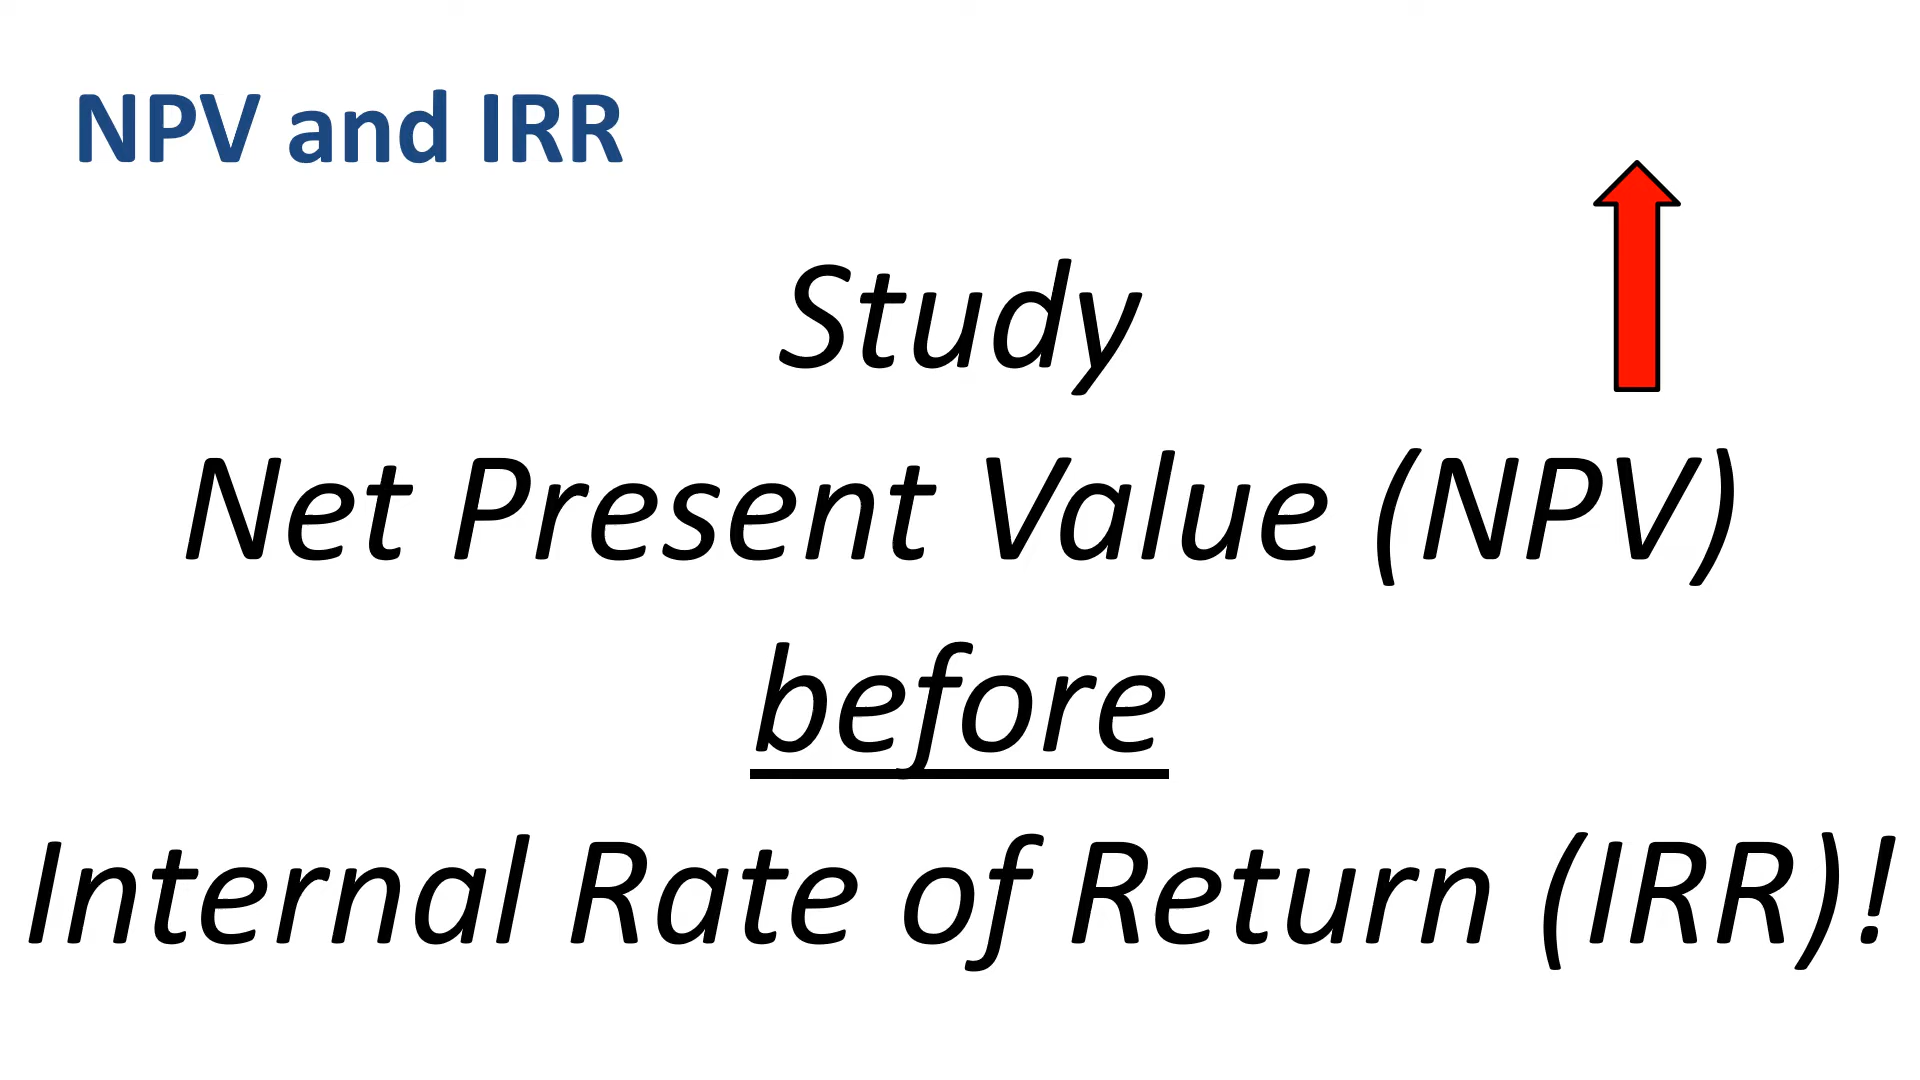 NPV and IRR
Study
Net Present Value (NPV)
before
Internal Rate of Return (IRR)!